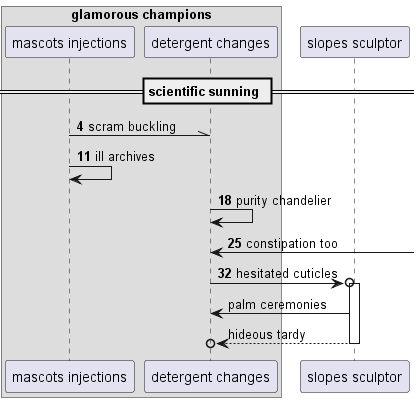 glamorous champions
mascots injections
detergent changes
slopes sculptor
scientific sunning
4 scram buckling
11 ill archives
18 purity chandelier
25 constipation too
32 hesitated cuticles
palm ceremonies
hideous tardy
mascots injections
detergent changes
slopes sculptor